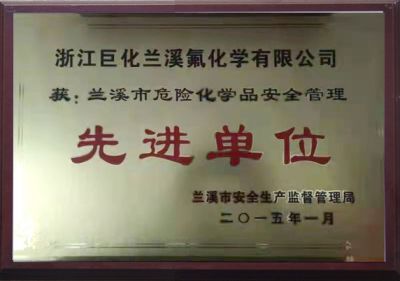 浙江巨化兰溪氟化学有限公司
获：兰溪市危险化学品安全管理
先进单位
兰溪市安全生产监督管理局
二〇一五年一月